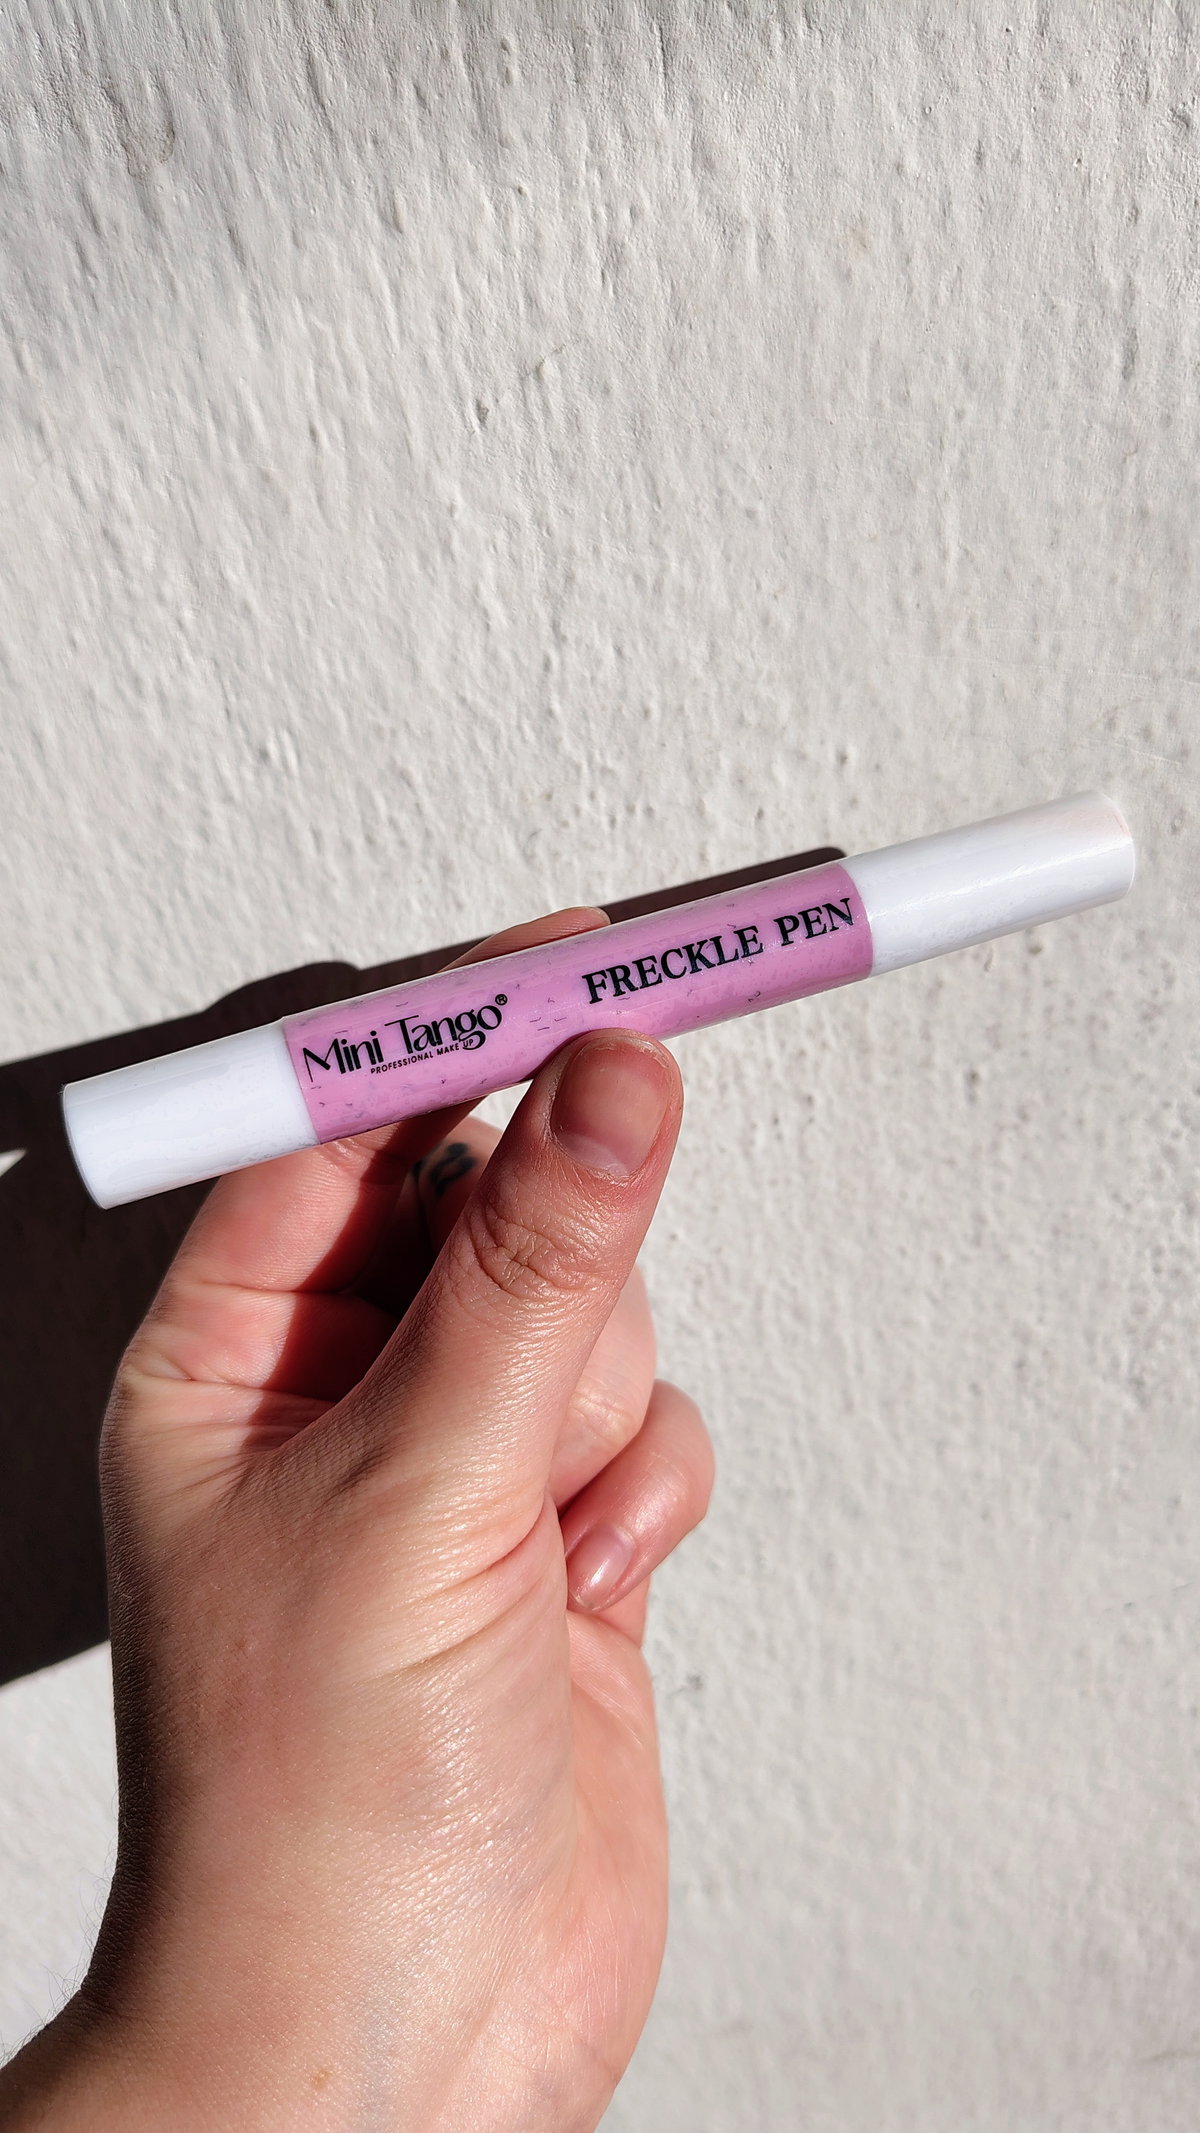 Mini Tango®
PROFESSIONAL MAKE UP
FRECKLE PEN